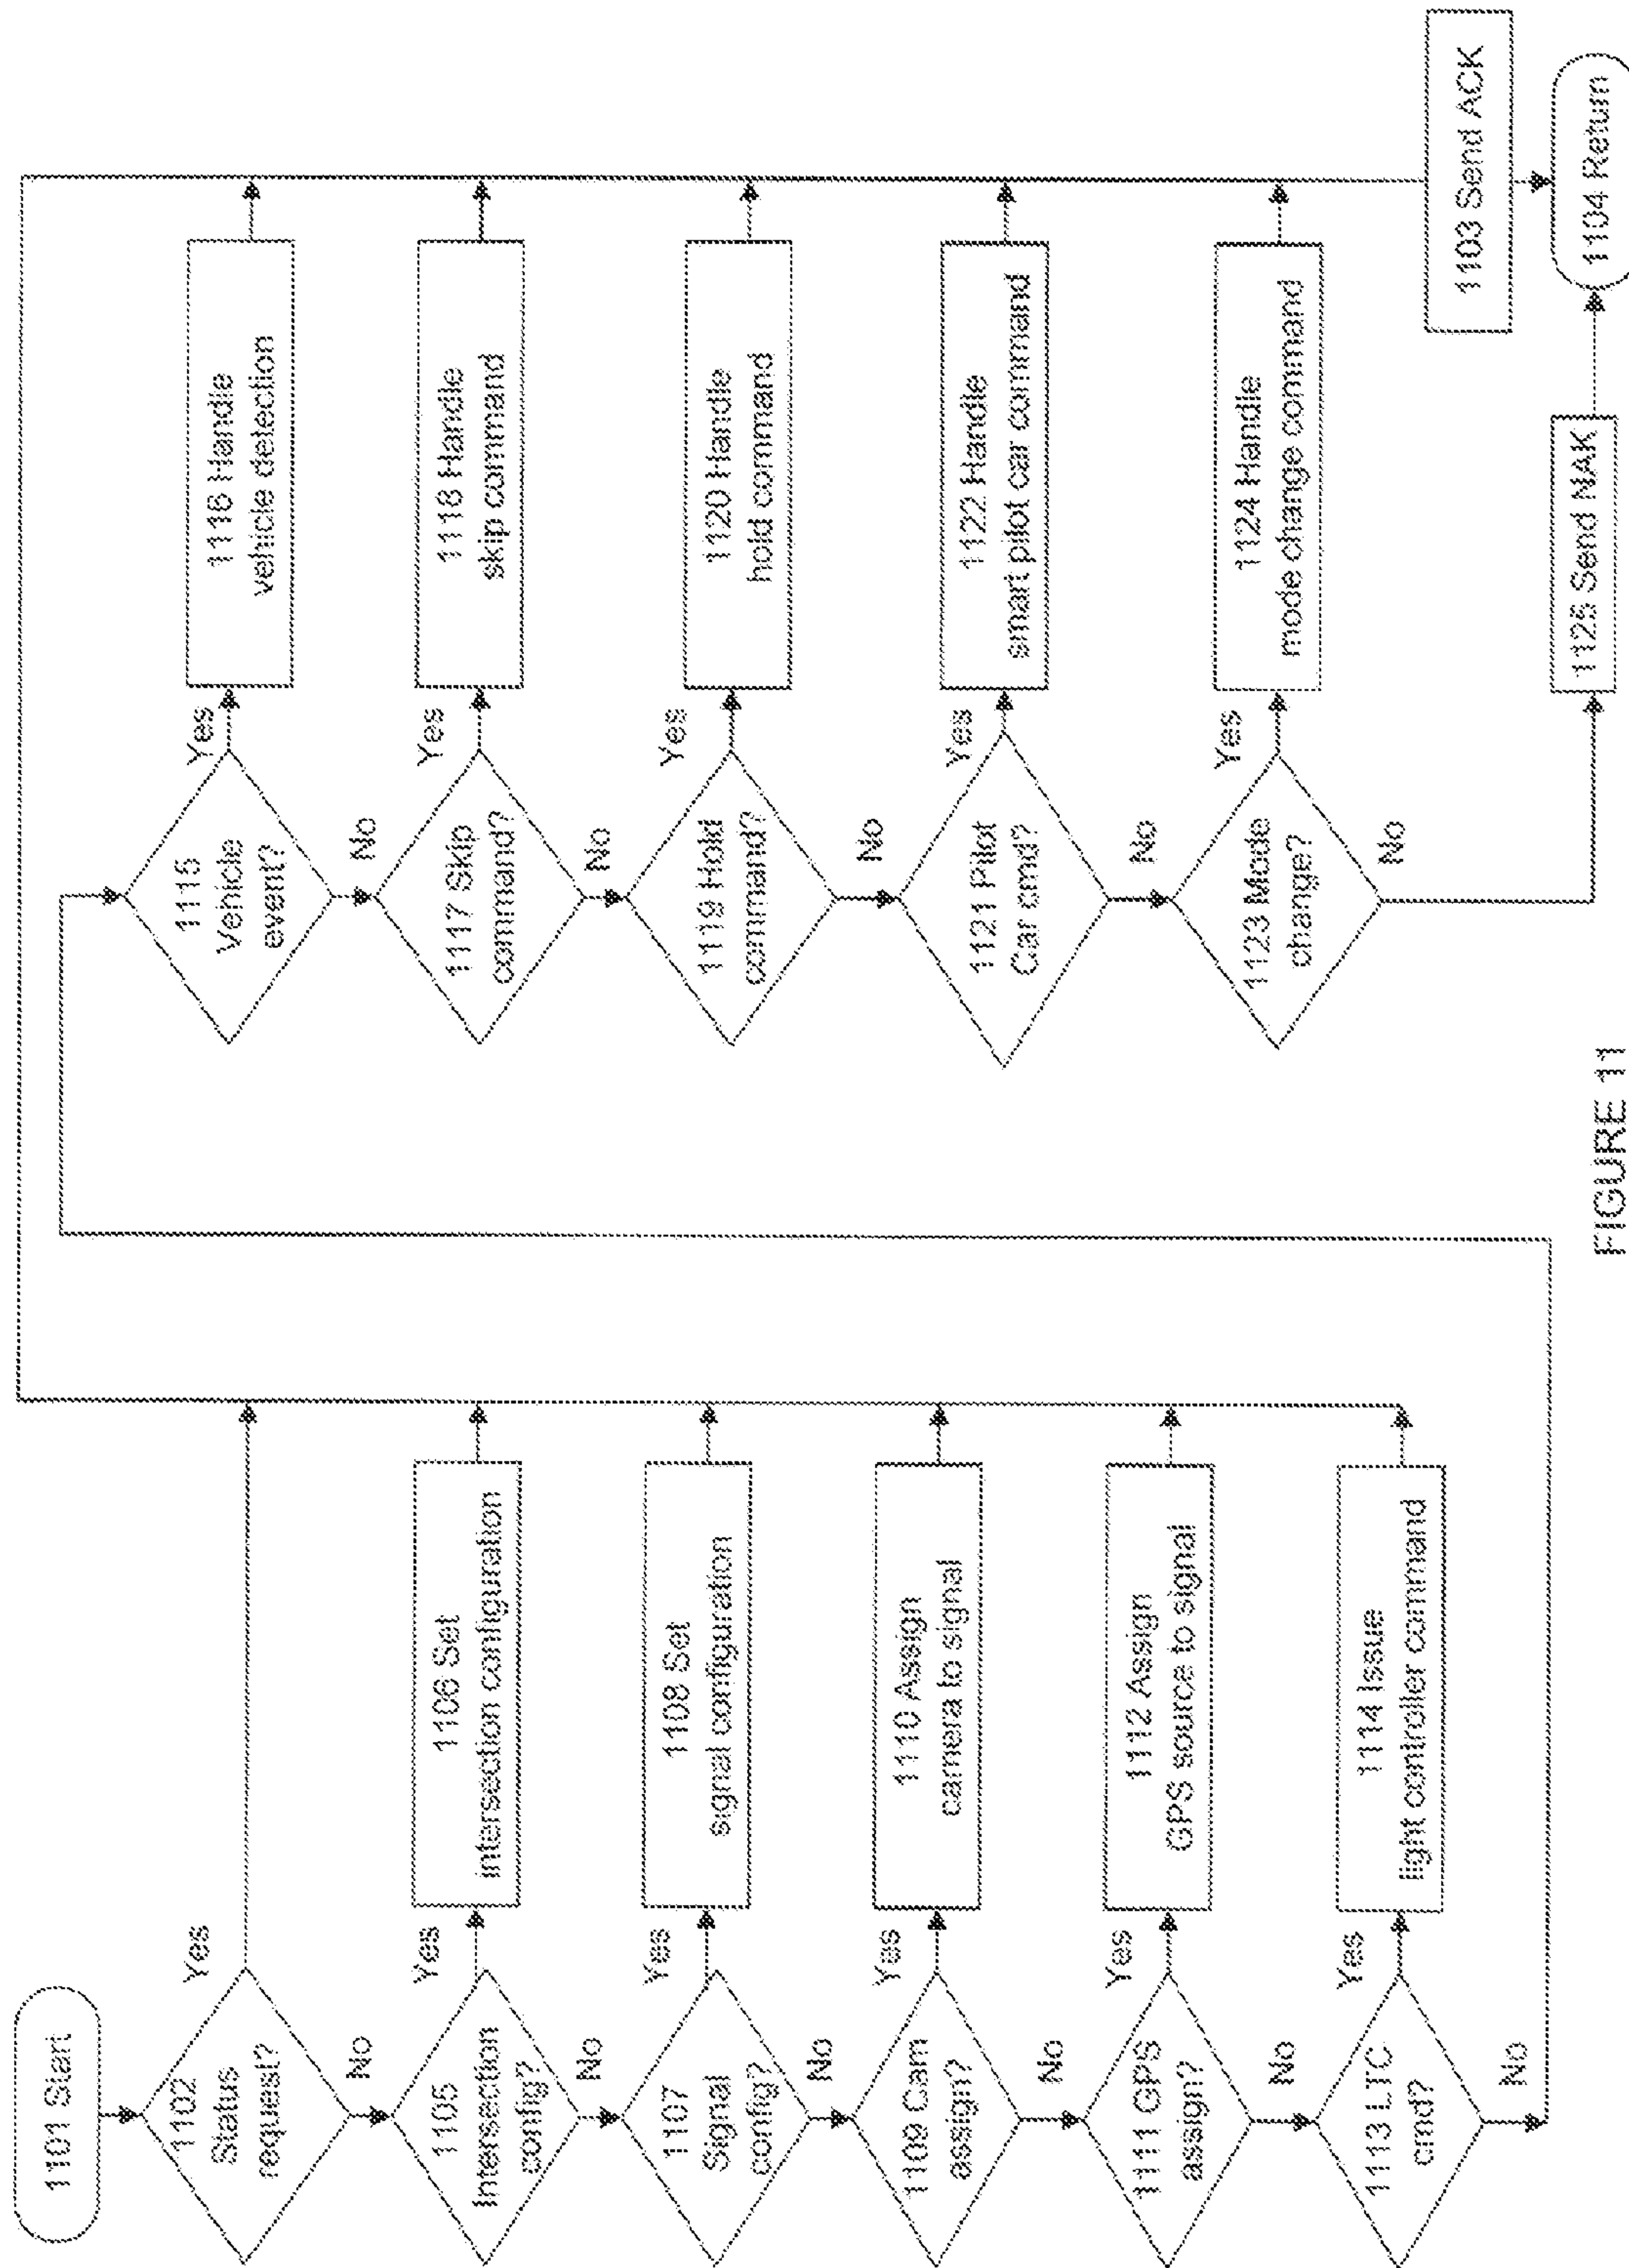 1101 Start
1102
Status
request?
Yes
No
1105
Intersection
config?
Yes
1106 Set
intersection configuration
No
1107
Signal
config?
Yes
1108 Set
signal configuration
No
1109 Cam
assign?
Yes
1110 Assign
camera to signal
No
1111 GPS
assign?
Yes
1112 Assign
GPS source to signal
No
1113 LTC
cmd?
Yes
1114 Issue
light controller command
No
1115
Vehicle
event?
Yes
1116 Handle
vehicle detection
No
1117 Skip
command?
Yes
1118 Handle
skip command
No
1119 Hold
command?
Yes
1120 Handle
hold command
No
1121 Pilot
Car cmd?
Yes
1122 Handle
smart pilot car command
No
1123 Mode
change?
Yes
1124 Handle
mode change command
No
1125 Send NAK
1103 Send ACK
1104 Return
FIGURE 11